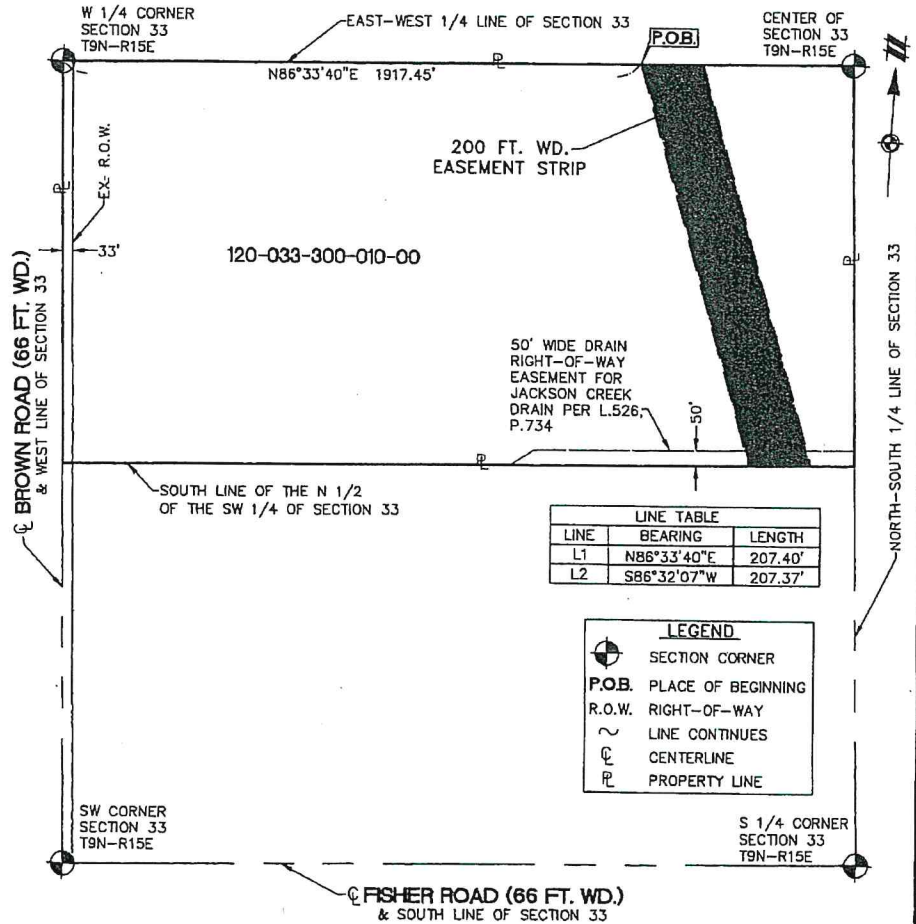 W 1/4 CORNER
SECTION 33
T9N-R15E
EAST-WEST 1/4 LINE OF SECTION 33
P.O.B.
CENTER OF
SECTION 33
T9N-R15E
N
N86°33'40"E 1917.45'
℄
EX- R.O.W.
200 FT. WD.
EASEMENT STRIP
33'
120-033-300-010-00
℄ BROWN ROAD (66 FT. WD.)
& WEST LINE OF SECTION 33
NORTH-SOUTH 1/4 LINE OF SECTION 33
50' WIDE DRAIN
RIGHT-OF-WAY
EASEMENT FOR
JACKSON CREEK
DRAIN PER L.526,
P.734
50'
SOUTH LINE OF THE N 1/2
OF THE SW 1/4 OF SECTION 33
LINE TABLE
LINE BEARING LENGTH
L1 N86°33'40"E 207.40'
L2 S86°32'07"W 207.37'
LEGEND
SECTION CORNER
P.O.B. PLACE OF BEGINNING
R.O.W. RIGHT-OF-WAY
~ LINE CONTINUES
℄ CENTERLINE
PL PROPERTY LINE
SW CORNER
SECTION 33
T9N-R15E
S 1/4 CORNER
SECTION 33
T9N-R15E
℄ FISHER ROAD (66 FT. WD.)
& SOUTH LINE OF SECTION 33